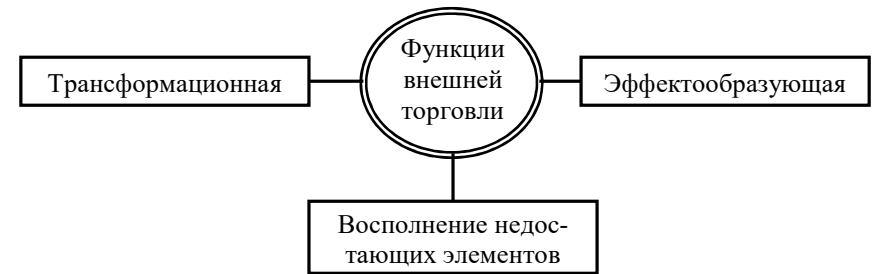 Функции
внешней
торговли
Трансформационная
Эффектообразующая
Восполнение недос-
тающих элементов